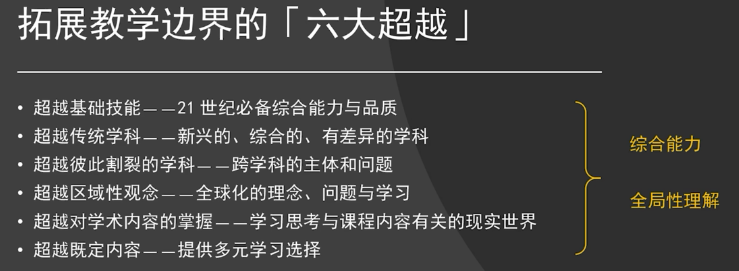 拓展教学边界的「六大超越」
• 超越基础技能——21 世纪必备综合能力与品质
• 超越传统学科——新兴的、综合的、有差异的学科
• 超越彼此割裂的学科——跨学科的主体和问题
• 超越区域性观念——全球化的理念、问题与学习
• 超越对学术内容的掌握——学习思考与课程内容有关的现实世界
• 超越既定内容——提供多元学习选择
综合能力
全局性理解